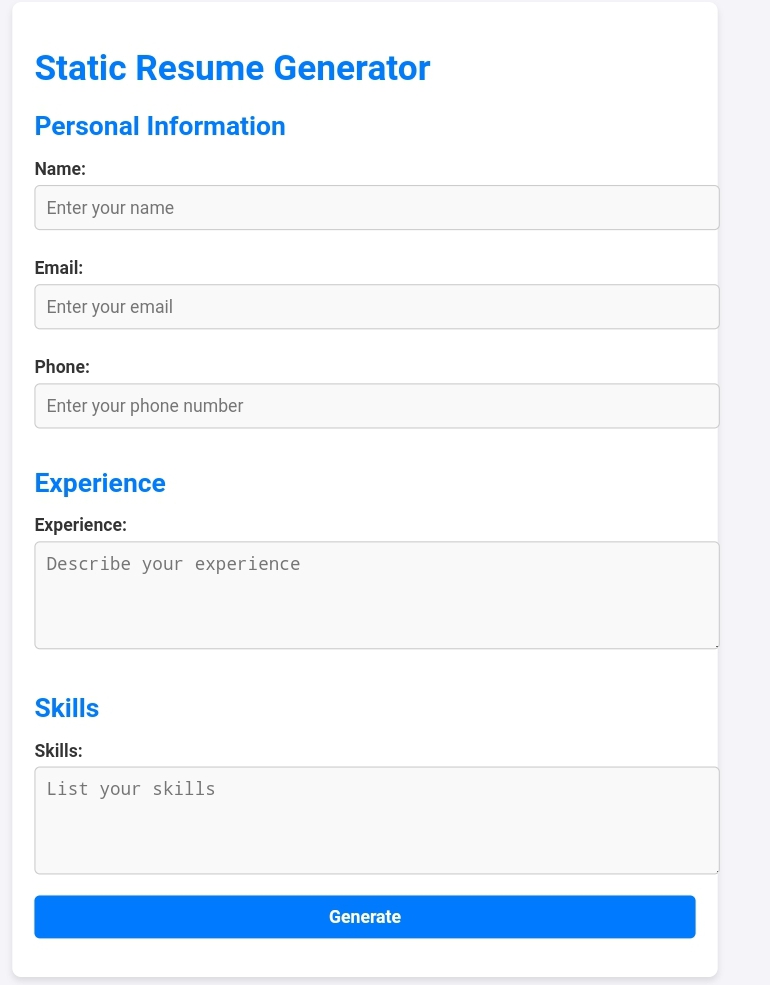 Static Resume Generator
Personal Information
Name:
Enter your name
Email:
Enter your email
Phone:
Enter your phone number
Experience
Experience:
Describe your experience
Skills
Skills:
List your skills
Generate